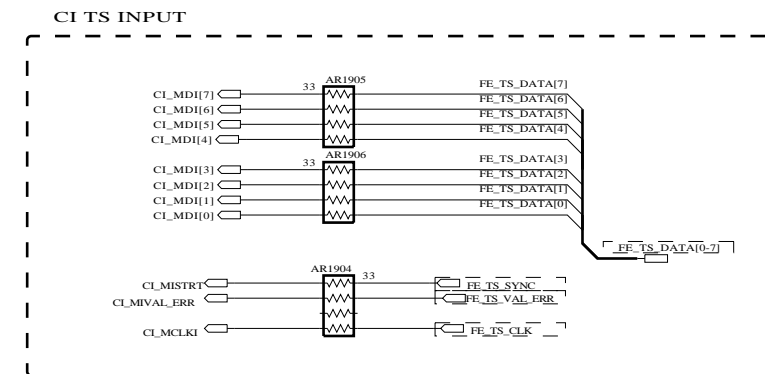 CI TS INPUT
AR1905
33
CI_MDI[7] FE_TS_DATA[7]
CI_MDI[6] FE_TS_DATA[6]
CI_MDI[5] FE_TS_DATA[5]
CI_MDI[4] FE_TS_DATA[4]
AR1906
33
CI_MDI[3] FE_TS_DATA[3]
CI_MDI[2] FE_TS_DATA[2]
CI_MDI[1] FE_TS_DATA[1]
CI_MDI[0] FE_TS_DATA[0]
FE_TS_DATA[0-7]
AR1904
33
CI_MISTRT FE_TS_SYNC
CI_MIVAL_ERR FE_TS_VAL_ERR
CI_MCLKI FE_TS_CLK